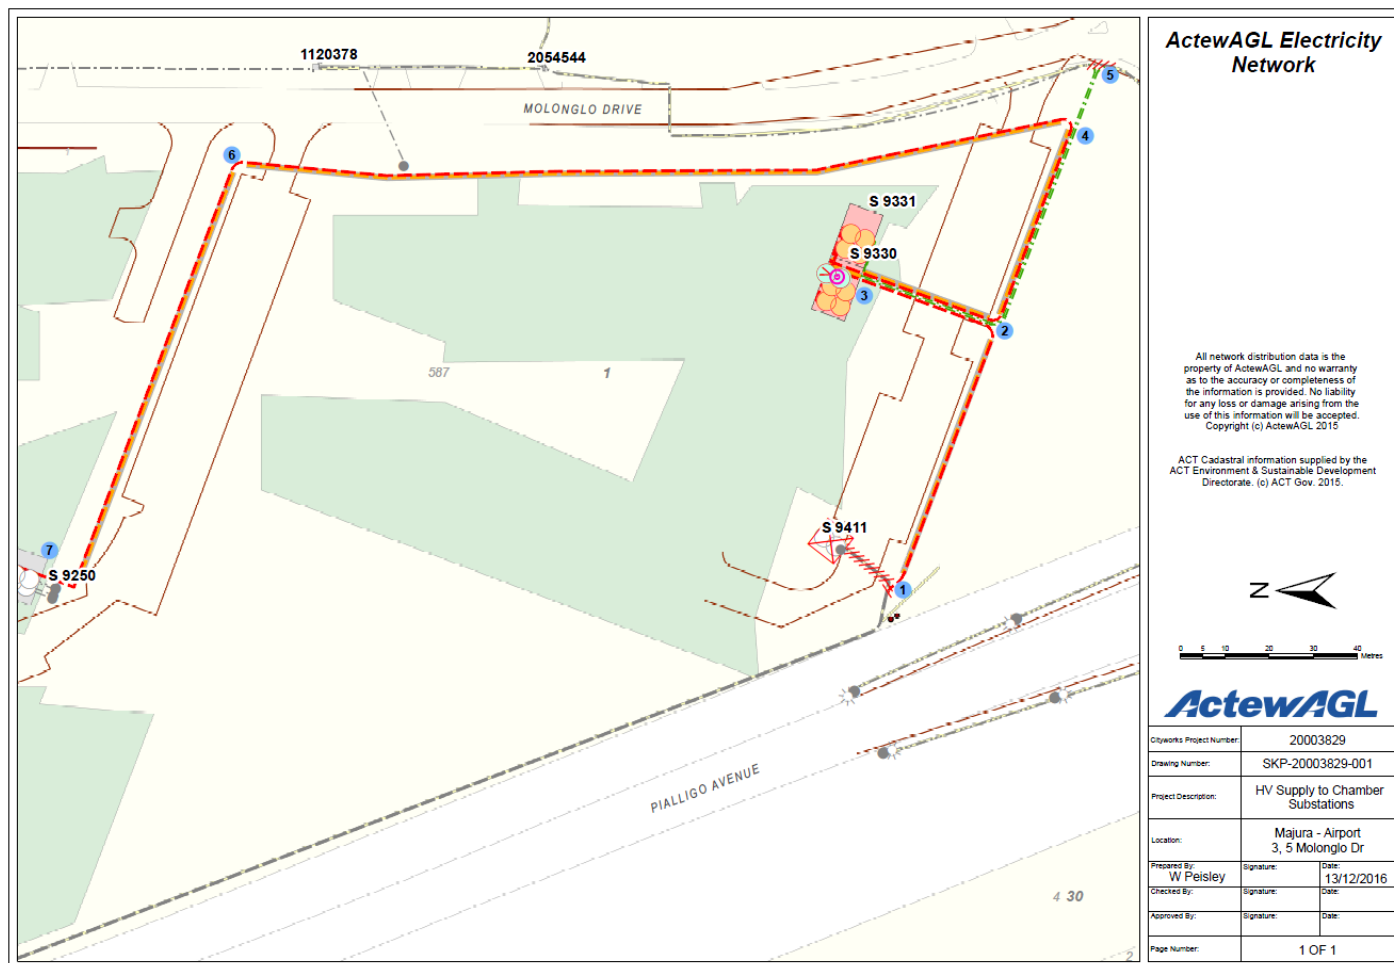 1120378
2054544
MOLONGLO DRIVE
5
4
6
S 9331
S 9330
3
2
587
1
S 9411
7
S 9250
1
PIALLIGO AVENUE
4 30
2
ActewAGL Electricity
Network
All network distribution data is the
property of ActewAGL and no warranty
as to the accuracy or completeness of
the information is provided. No liability
for any loss or damage arising from the
use of this information will be accepted.
Copyright (c) ActewAGL 2015
ACT Cadastral information supplied by the
ACT Environment & Sustainable Development
Directorate. (c) ACT Gov. 2015.
N
0 5 10 20 30 40
Metres
ActewAGL
Cityworks Project Number: 20003829
Drawing Number: SKP-20003829-001
Project Description: HV Supply to Chamber
Substations
Location: Majura - Airport
3, 5 Molonglo Dr
Prepared By: Signature: Date:
W Peisley 13/12/2016
Checked By: Signature: Date:
Approved By: Signature: Date:
Page Number: 1 OF 1